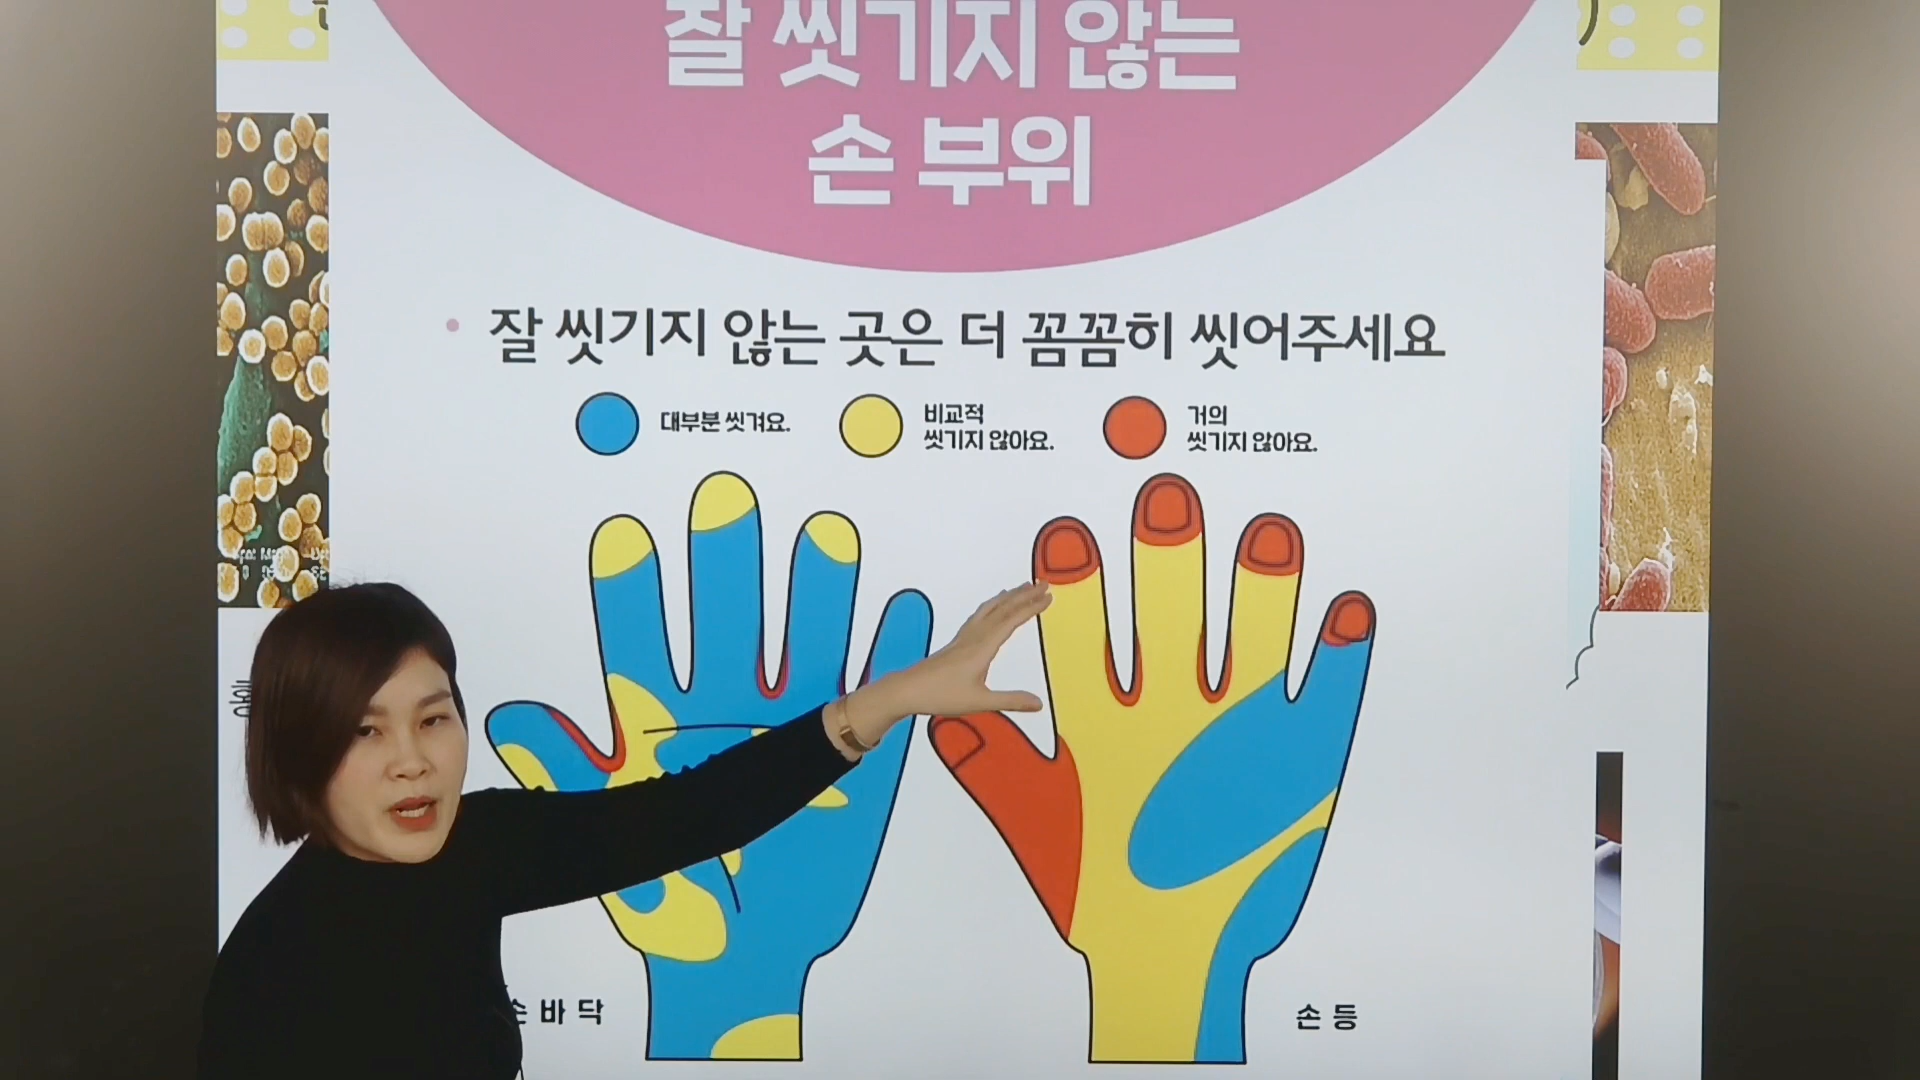 잘 씻기지 않는
손 부위
잘 씻기지 않는 곳은 더 꼼꼼히 씻어주세요
대부분 씻겨요.
비교적
씻기지 않아요.
거의
씻기지 않아요.
손 바 닥
손 등